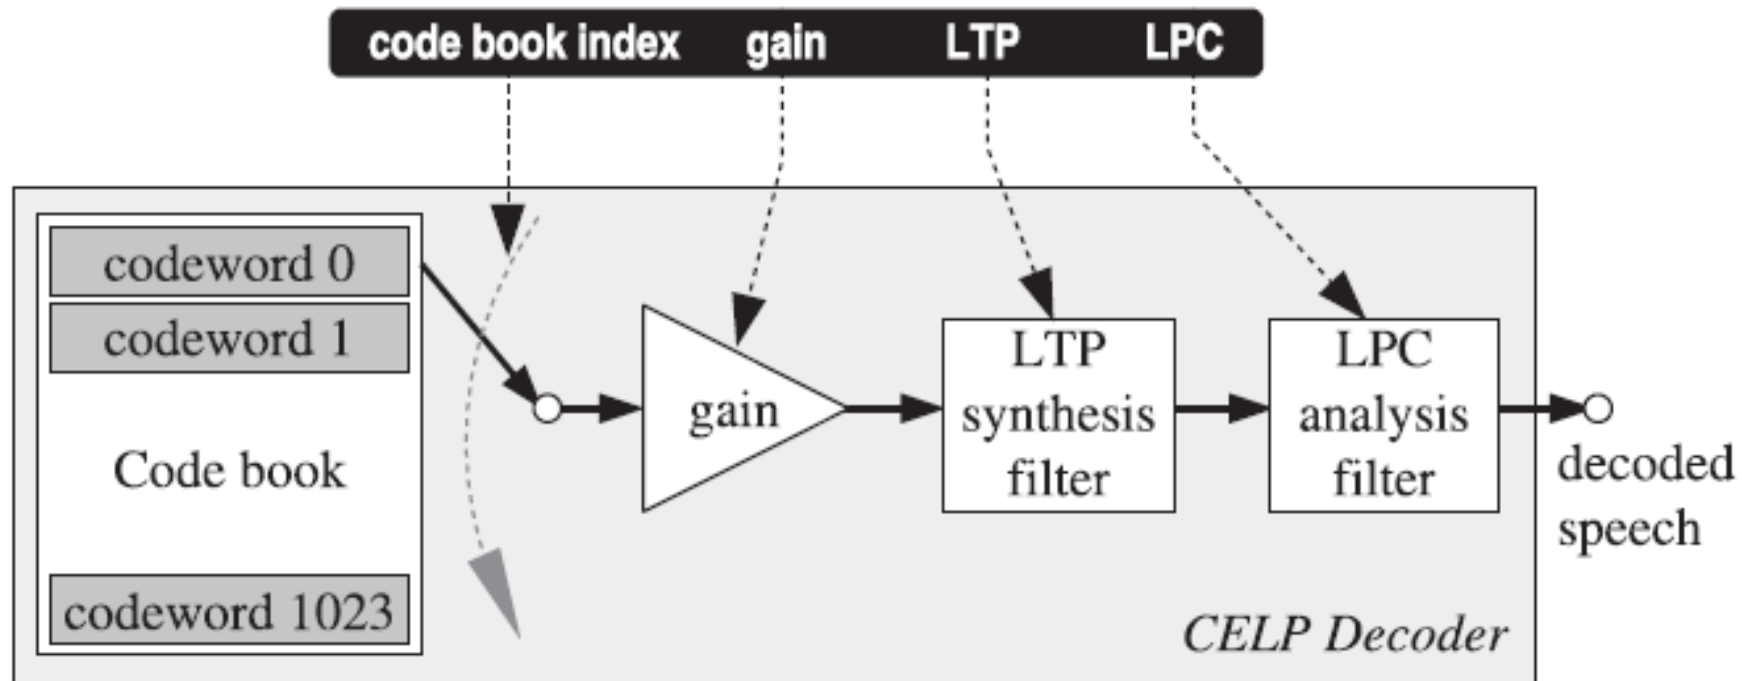 code book index gain LTP LPC
codeword 0
codeword 1
Code book
codeword 1023
gain
LTP
synthesis
filter
LPC
analysis
filter
decoded
speech
CELP Decoder